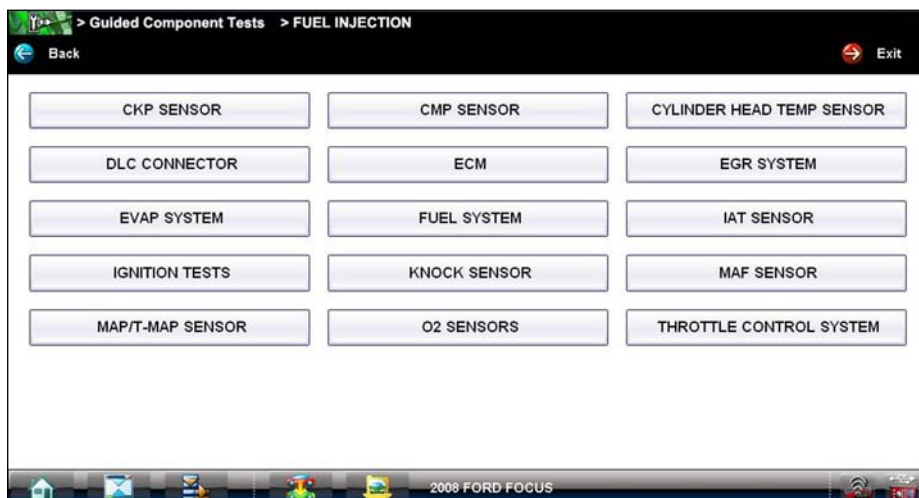 > Guided Component Tests > FUEL INJECTION
Back Exit
CKP SENSOR CMP SENSOR CYLINDER HEAD TEMP SENSOR
DLC CONNECTOR ECM EGR SYSTEM
EVAP SYSTEM FUEL SYSTEM IAT SENSOR
IGNITION TESTS KNOCK SENSOR MAF SENSOR
MAP/T-MAP SENSOR O2 SENSORS THROTTLE CONTROL SYSTEM
2008 FORD FOCUS